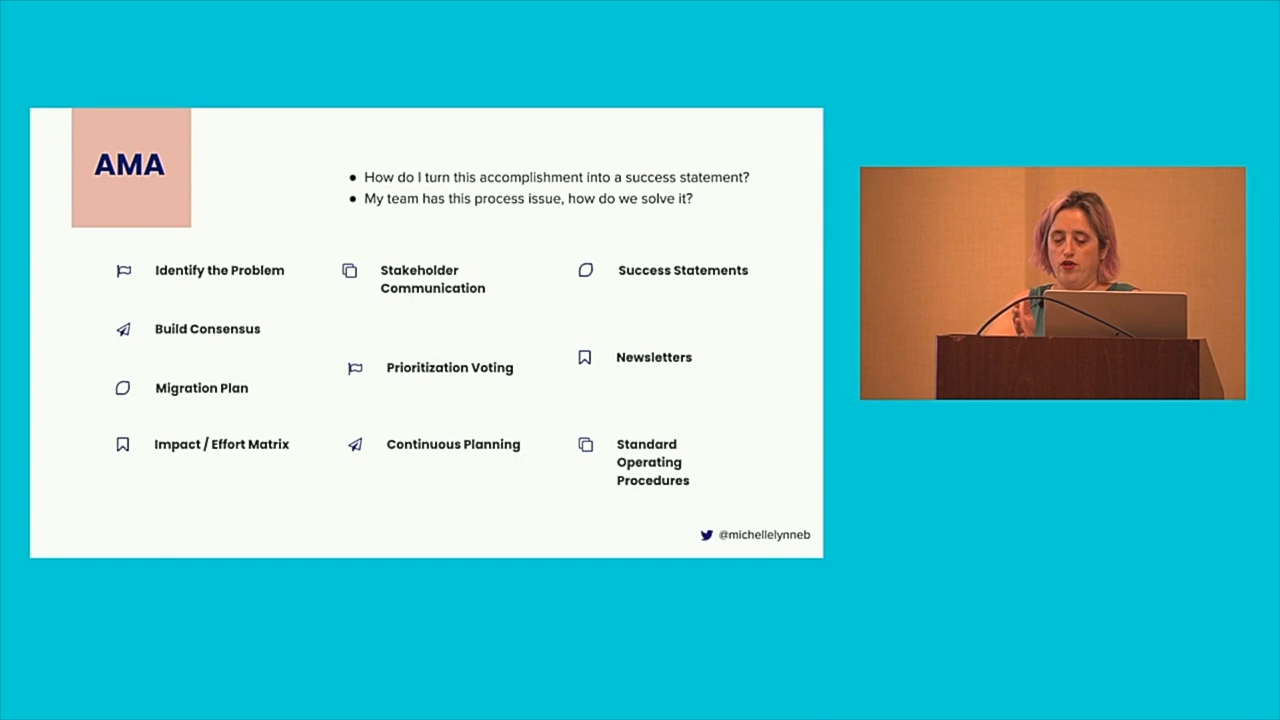 AMA
How do I turn this accomplishment into a success statement?
My team has this process issue, how do we solve it?
Identify the Problem
Build Consensus
Migration Plan
Impact / Effort Matrix
Stakeholder
Communication
Prioritization Voting
Continuous Planning
Success Statements
Newsletters
Standard
Operating
Procedures
@michellelynneb